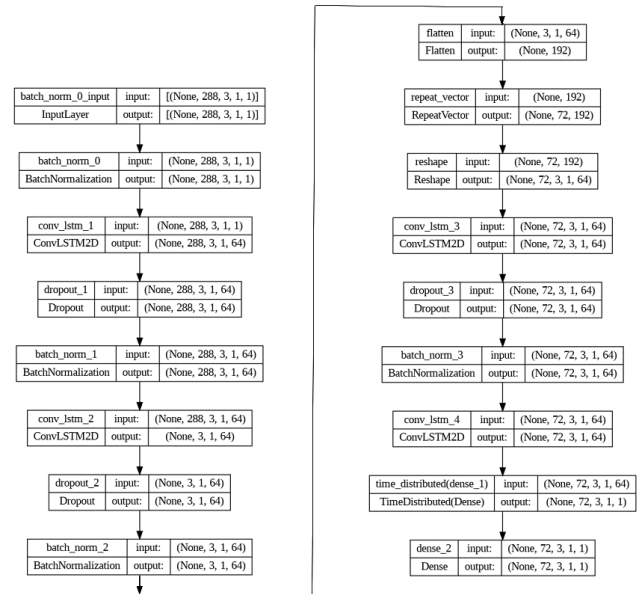 batch_norm_0_input input: [(None, 288, 3, 1, 1)]
InputLayer output: [(None, 288, 3, 1, 1)]
batch_norm_0 input: (None, 288, 3, 1, 1)
BatchNormalization output: (None, 288, 3, 1, 1)
conv_lstm_1 input: (None, 288, 3, 1, 1)
ConvLSTM2D output: (None, 288, 3, 1, 64)
dropout_1 input: (None, 288, 3, 1, 64)
Dropout output: (None, 288, 3, 1, 64)
batch_norm_1 input: (None, 288, 3, 1, 64)
BatchNormalization output: (None, 288, 3, 1, 64)
conv_lstm_2 input: (None, 288, 3, 1, 64)
ConvLSTM2D output: (None, 3, 1, 64)
dropout_2 input: (None, 3, 1, 64)
Dropout output: (None, 3, 1, 64)
batch_norm_2 input: (None, 3, 1, 64)
BatchNormalization output: (None, 3, 1, 64)
flatten input: (None, 3, 1, 64)
Flatten output: (None, 192)
repeat_vector input: (None, 192)
RepeatVector output: (None, 72, 192)
reshape input: (None, 72, 192)
Reshape output: (None, 72, 3, 1, 64)
conv_lstm_3 input: (None, 72, 3, 1, 64)
ConvLSTM2D output: (None, 72, 3, 1, 64)
dropout_3 input: (None, 72, 3, 1, 64)
Dropout output: (None, 72, 3, 1, 64)
batch_norm_3 input: (None, 72, 3, 1, 64)
BatchNormalization output: (None, 72, 3, 1, 64)
conv_lstm_4 input: (None, 72, 3, 1, 64)
ConvLSTM2D output: (None, 72, 3, 1, 64)
time_distributed(dense_1) input: (None, 72, 3, 1, 64)
TimeDistributed(Dense) output: (None, 72, 3, 1, 1)
dense_2 input: (None, 72, 3, 1, 1)
Dense output: (None, 72, 3, 1, 1)